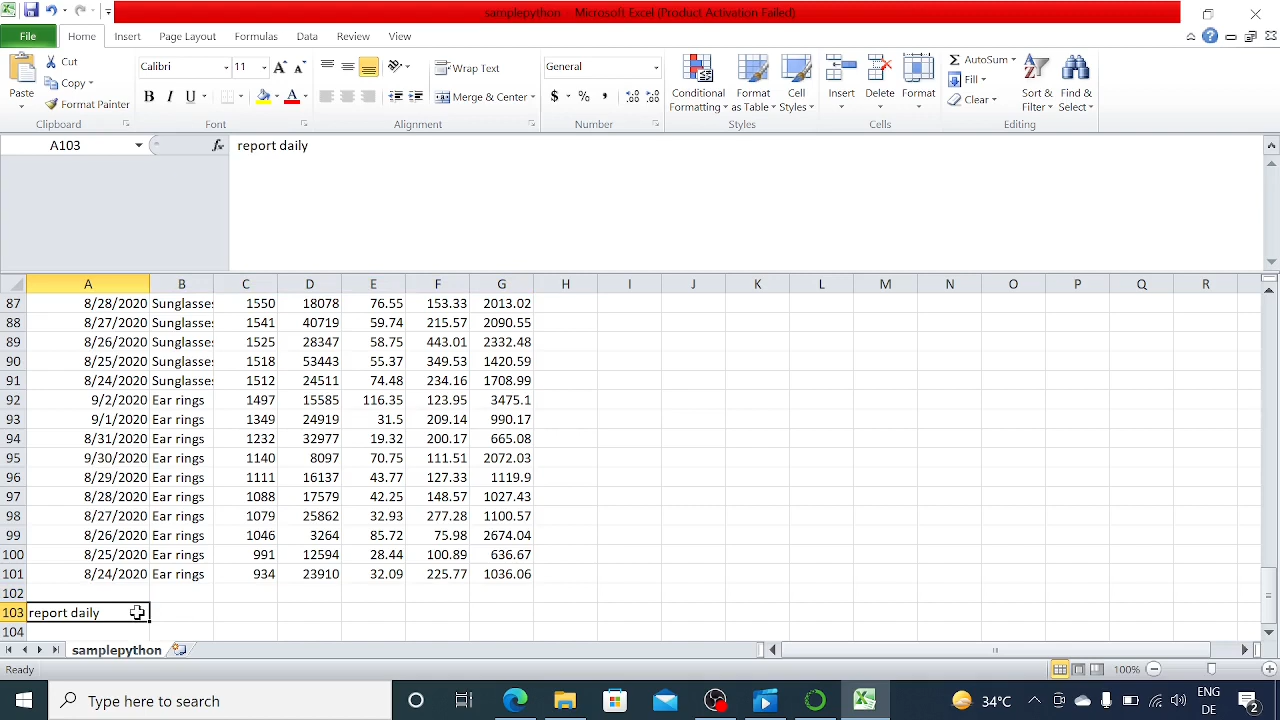 samplepython - Microsoft Excel (Product Activation Failed)
File Home Insert Page Layout Formulas Data Review View
Paste
Cut
Copy
Format Painter
Clipboard
Calibri 11
B I U A
Font
Wrap Text
Merge & Center
Alignment
General
$ % ,
Number
Conditional Formatting
Format as Table
Cell Styles
Styles
Insert
Delete
Format
Cells
AutoSum
Fill
Clear
Sort & Filter
Find & Select
Editing
A103 fx report daily
A B C D E F G H I J K L M N O P Q R
87 8/28/2020 Sunglasses 1550 18078 76.55 153.33 2013.02
88 8/27/2020 Sunglasses 1541 40719 59.74 215.57 2090.55
89 8/26/2020 Sunglasses 1525 28347 58.75 443.01 2332.48
90 8/25/2020 Sunglasses 1518 53443 55.37 349.53 1420.59
91 8/24/2020 Sunglasses 1512 24511 74.48 234.16 1708.99
92 9/2/2020 Ear rings 1497 15585 116.35 123.95 3475.1
93 9/1/2020 Ear rings 1349 24919 31.5 209.14 990.17
94 8/31/2020 Ear rings 1232 32977 19.32 200.17 665.08
95 9/30/2020 Ear rings 1140 8097 70.75 111.51 2072.03
96 8/29/2020 Ear rings 1111 16137 43.77 127.33 1119.9
97 8/28/2020 Ear rings 1088 17579 42.25 148.57 1027.43
98 8/27/2020 Ear rings 1079 25862 32.93 277.28 1100.57
99 8/26/2020 Ear rings 1046 3264 85.72 75.98 2674.04
100 8/25/2020 Ear rings 991 12594 28.44 100.89 636.67
101 8/24/2020 Ear rings 934 23910 32.09 225.77 1036.06
102
103 report daily
104
samplepython
Ready 100%
Type here to search 34°C ENG
DE 2